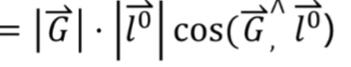 = |G⃗| · |l⃗⁰| cos(G⃗ ,^ l⃗⁰)